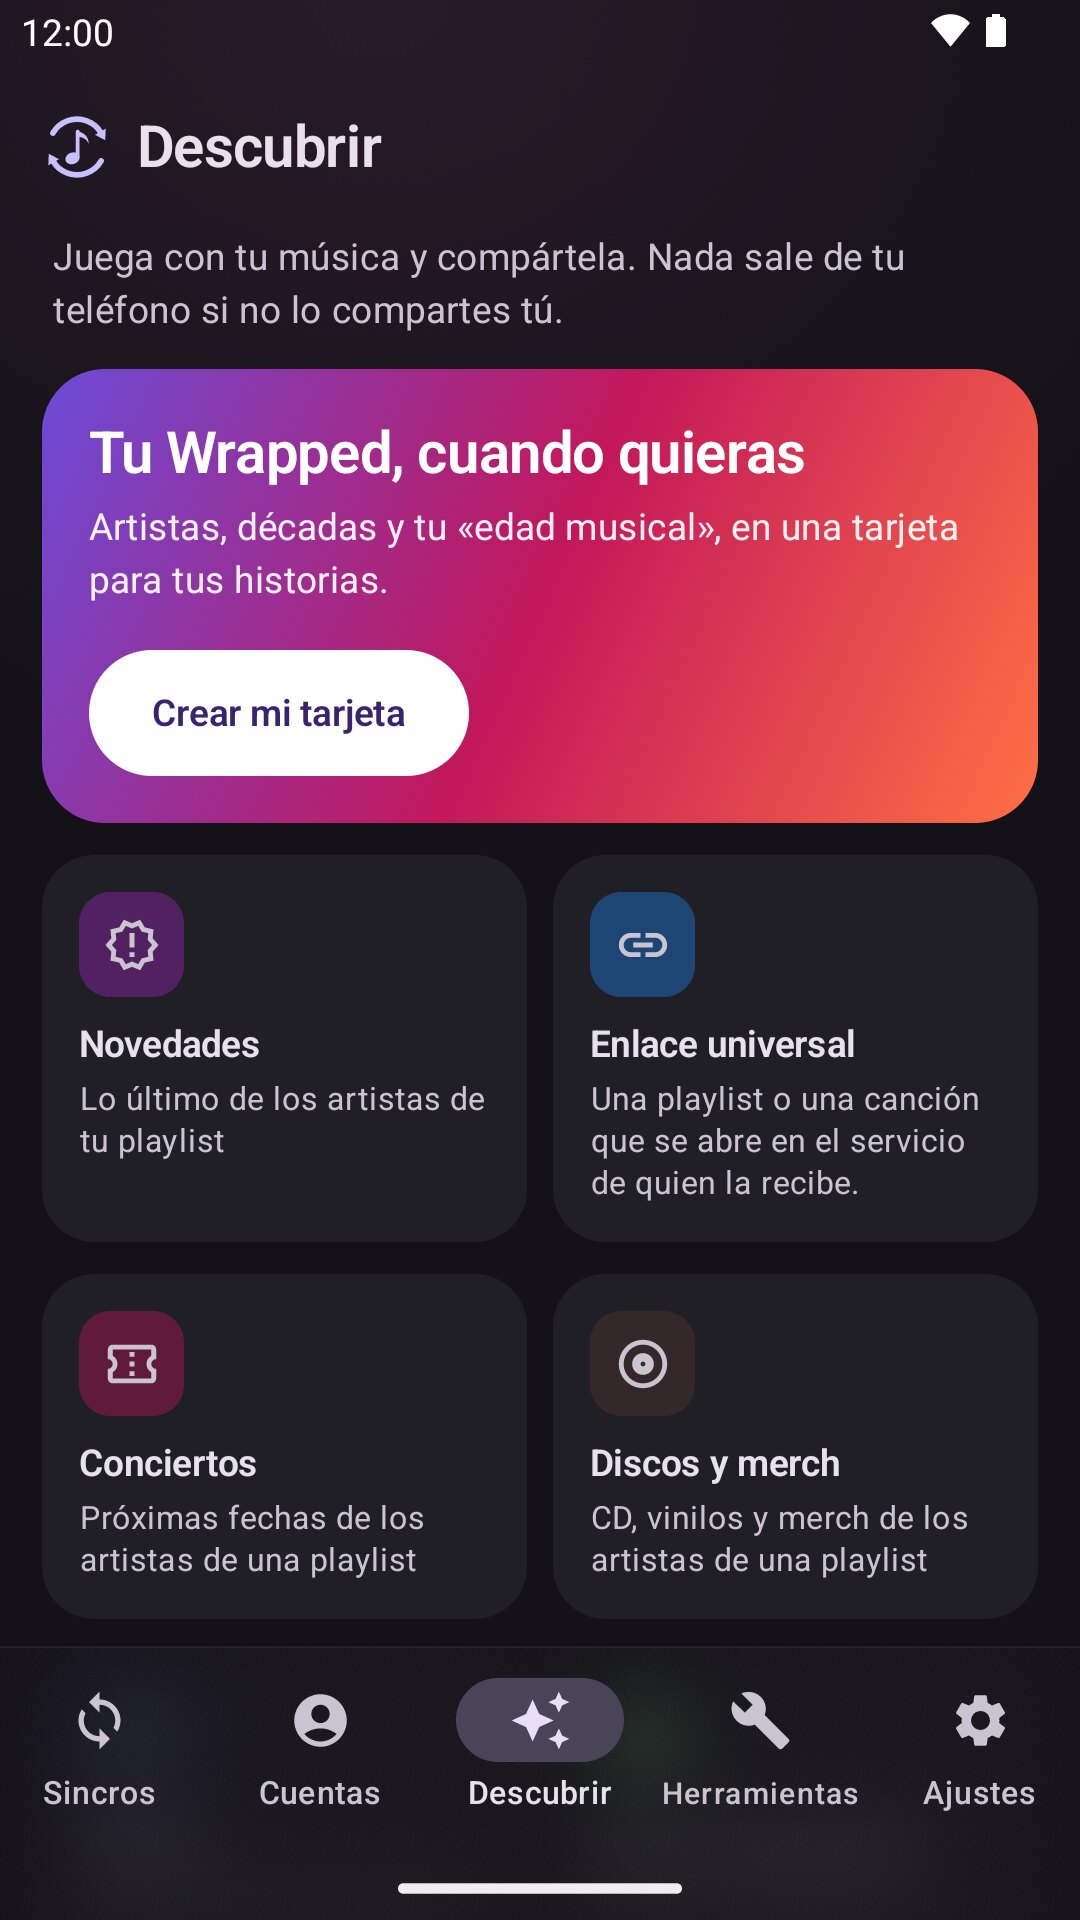 12:00
Descubrir
Juega con tu música y compártela. Nada sale de tu
teléfono si no lo compartes tú.
Tu Wrapped, cuando quieras
Artistas, décadas y tu «edad musical», en una tarjeta
para tus historias.
Crear mi tarjeta
Novedades
Lo último de los artistas de
tu playlist
Enlace universal
Una playlist o una canción
que se abre en el servicio
de quien la recibe.
Conciertos
Próximas fechas de los
artistas de una playlist
Discos y merch
CD, vinilos y merch de los
artistas de una playlist
Sincros
Cuentas
Descubrir
Herramientas
Ajustes